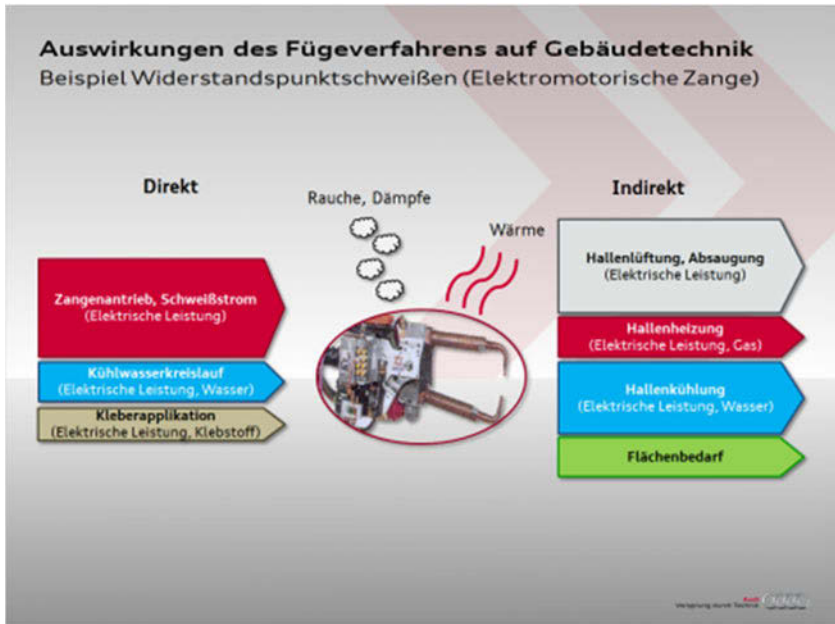 Auswirkungen des Fügeverfahrens auf Gebäudetechnik
Beispiel Widerstandspunktschweißen (Elektromotorische Zange)
Direkt
Zangenantrieb, Schweißstrom
(Elektrische Leistung)
Kühlwasserkreislauf
(Elektrische Leistung, Wasser)
Kleberapplikation
(Elektrische Leistung, Klebstoff)
Rauche, Dämpfe
Wärme
Indirekt
Hallenlüftung, Absaugung
(Elektrische Leistung)
Hallenheizung
(Elektrische Leistung, Gas)
Hallenkühlung
(Elektrische Leistung, Wasser)
Flächenbedarf
Audi
Vorsprung durch Technik